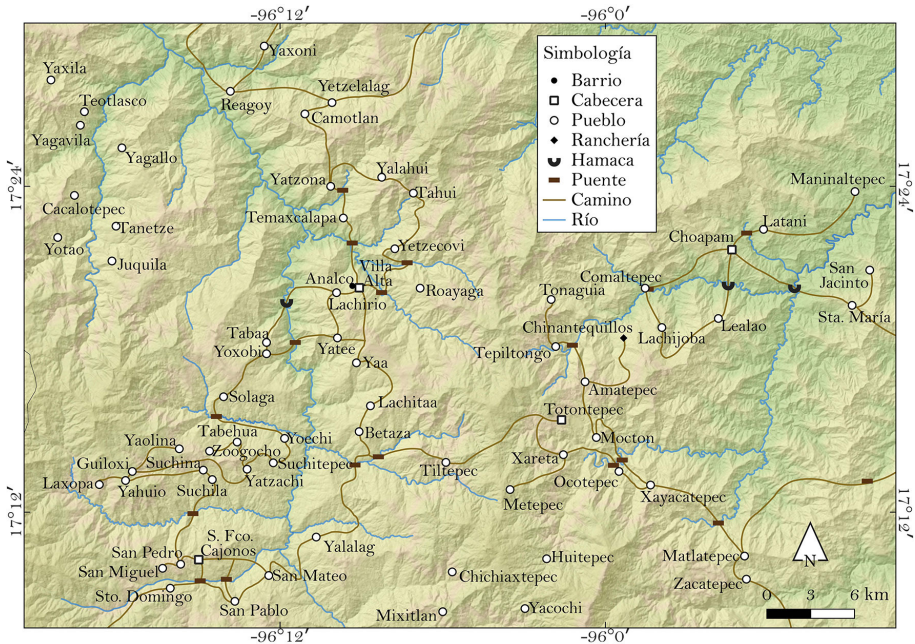 -96°12′
-96°0′
Yaxoni
Yaxila
Teotlasco
Reagoy
Yetzelalag
Camotlan
Yagavila
Yagallo
Simbología
Barrio
Cabecera
Pueblo
Ranchería
Hamaca
Puente
Camino
Río
17°24′
17°24′
Yatzona
Yalahui
Tahui
Maninaltepec
Cacalotepec
Temaxcalapa
Tanetze
Latani
Yotao
Choapam
Yetzecovi
Juquila
Villa
Alta
Analco
Lachirio
Roayaga
Comaltepec
San
Jacinto
Tonaguia
Sta. María
Chinantequillos
Lealao
Lachijoba
Tabaa
Yoxobi
Yatee
Tepiltongo
Yaa
Amatepec
Solaga
Lachitaa
Totontepec
Betaza
Yaolina
Tabehua
Yoechi
Mocton
Zoogocho
Guiloxi
Suchina
Suchitepec
Tiltepec
Xareta
Laxopa
Yahuio
Suchila
Yatzachi
Ocotepec
Xayacatepec
Metepec
17°12′
17°12′
S. Fco.
Cajonos
Yalalag
San Pedro
San Miguel
San Mateo
Huitepec
Chichiaxtepec
Matlatepec
Zacatepec
Sto. Domingo
San Pablo
Mixitlan
Yacochi
N
0 3 6 km
-96°12′
-96°0′